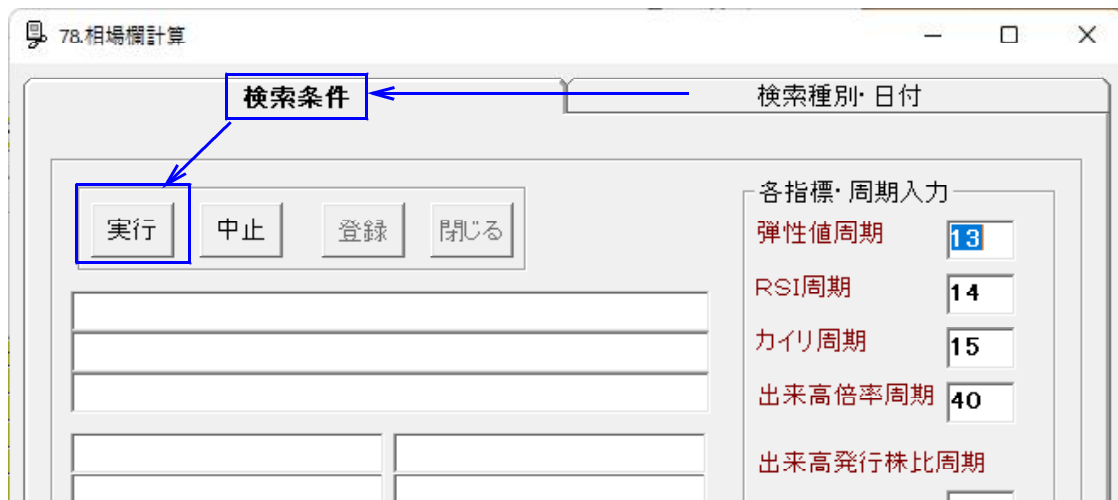 78.相場欄計算
検索条件
検索種別・日付
実行
中止
登録
閉じる
各指標・周期入力
弾性値周期
13
RSI周期
14
カイリ周期
15
出来高倍率周期
40
出来高発行株比周期